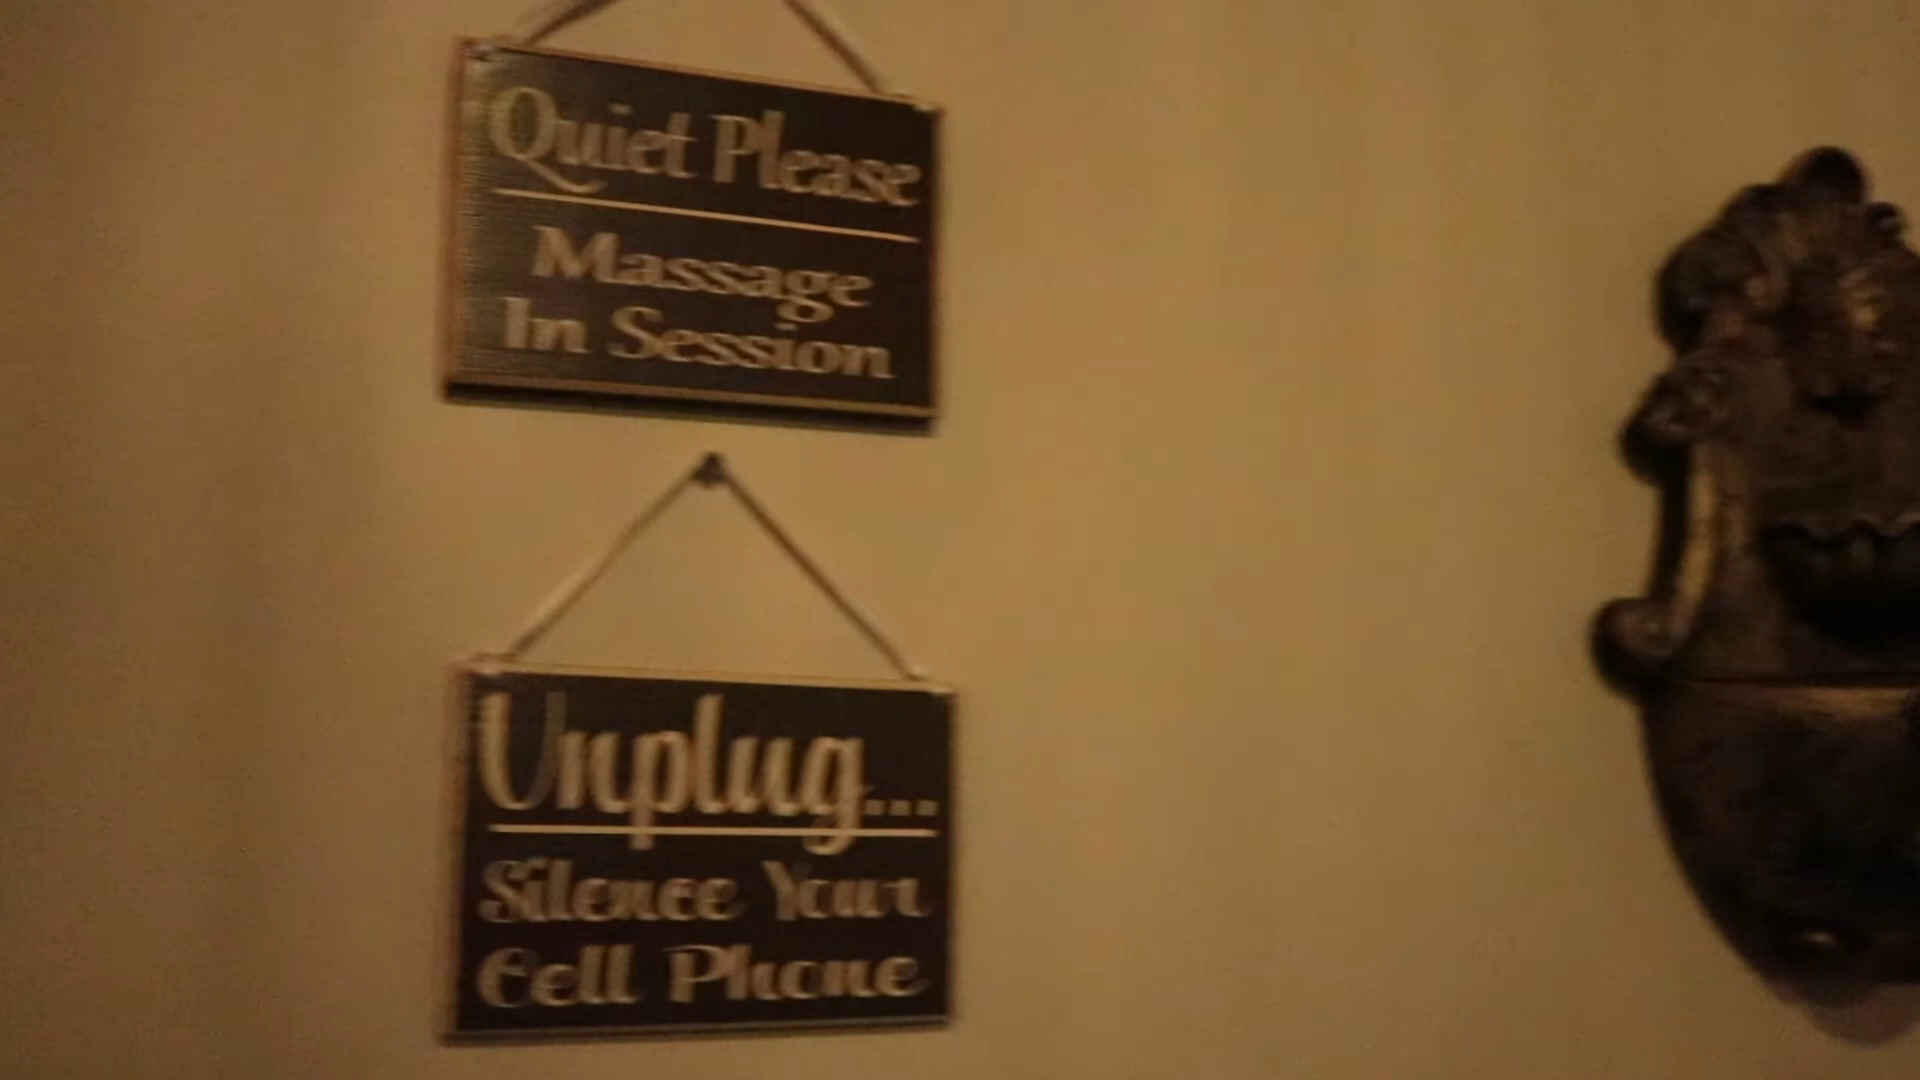 Quiet Please
Massage
In Session
Unplug...
Silence Your
Cell Phone